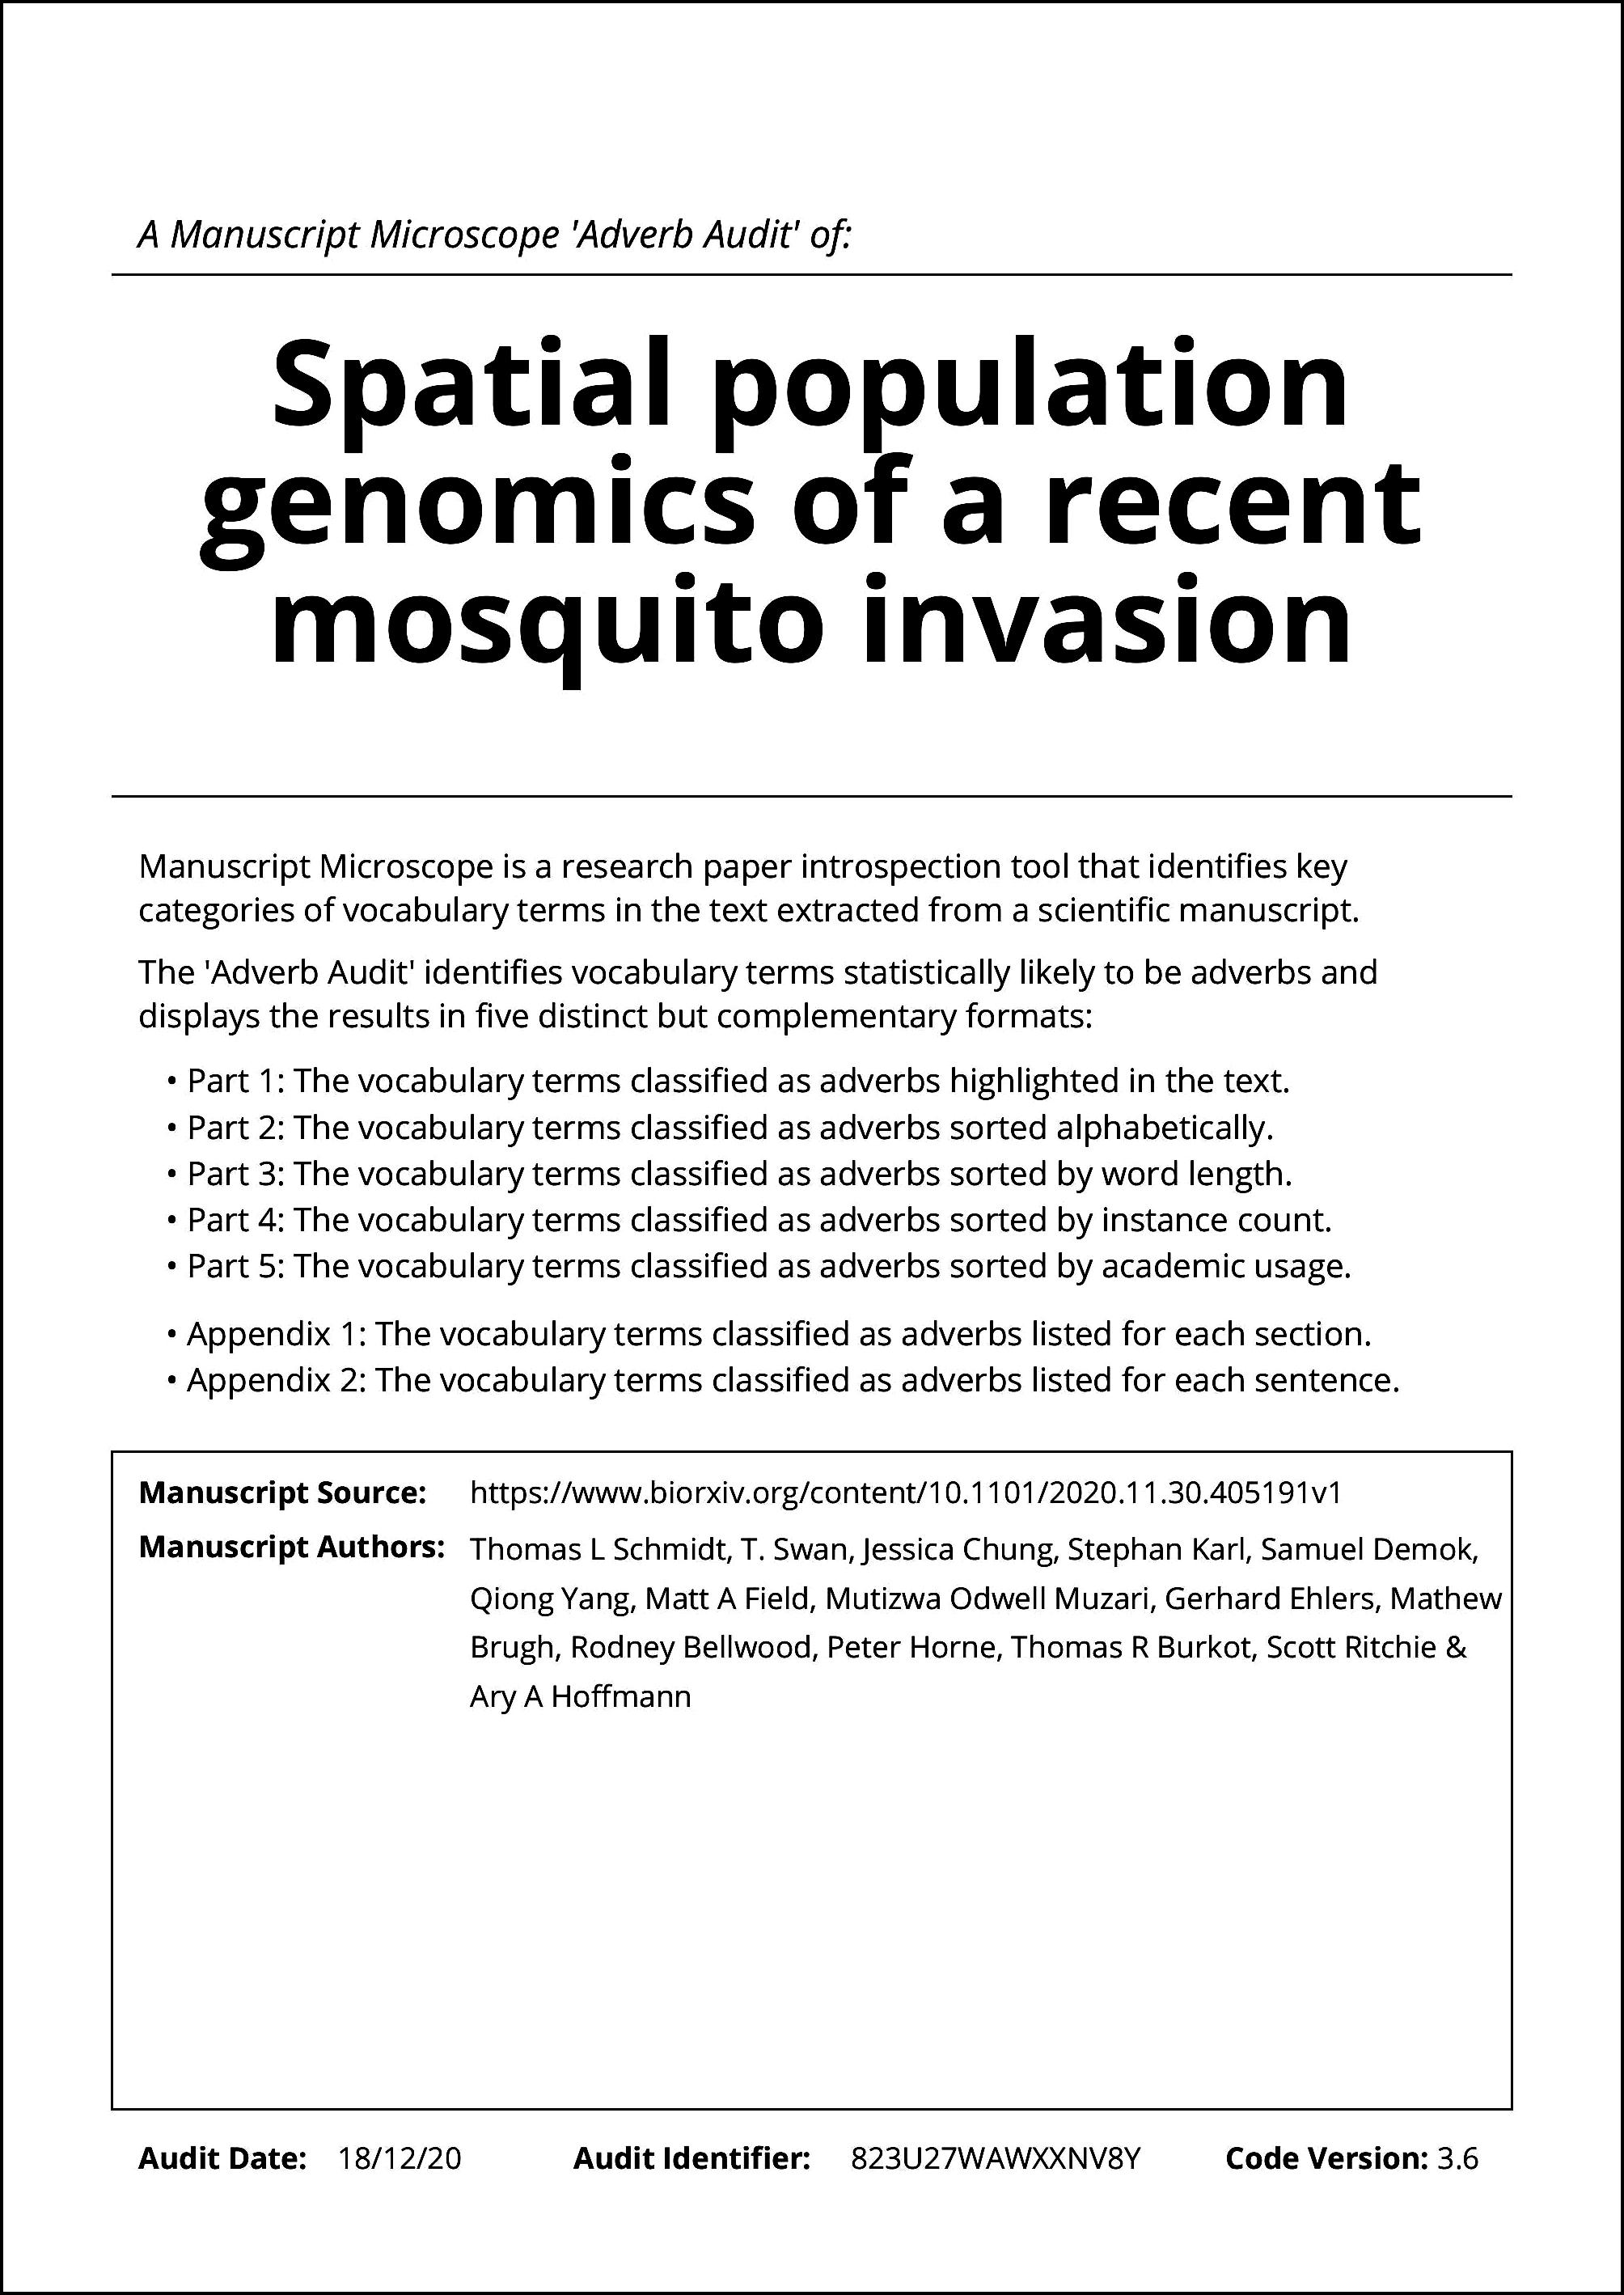 A Manuscript Microscope 'Adverb Audit' of:
Spatial population
genomics of a recent
mosquito invasion
Manuscript Microscope is a research paper introspection tool that identifies key
categories of vocabulary terms in the text extracted from a scientific manuscript.
The 'Adverb Audit' identifies vocabulary terms statistically likely to be adverbs and
displays the results in five distinct but complementary formats:
• Part 1: The vocabulary terms classified as adverbs highlighted in the text.
• Part 2: The vocabulary terms classified as adverbs sorted alphabetically.
• Part 3: The vocabulary terms classified as adverbs sorted by word length.
• Part 4: The vocabulary terms classified as adverbs sorted by instance count.
• Part 5: The vocabulary terms classified as adverbs sorted by academic usage.
• Appendix 1: The vocabulary terms classified as adverbs listed for each section.
• Appendix 2: The vocabulary terms classified as adverbs listed for each sentence.
Manuscript Source: https://www.biorxiv.org/content/10.1101/2020.11.30.405191v1
Manuscript Authors: Thomas L Schmidt, T. Swan, Jessica Chung, Stephan Karl, Samuel Demok,
Qiong Yang, Matt A Field, Mutizwa Odwell Muzari, Gerhard Ehlers, Mathew
Brugh, Rodney Bellwood, Peter Horne, Thomas R Burkot, Scott Ritchie &
Ary A Hoffmann
Audit Date: 18/12/20 Audit Identifier: 823U27WAWXXNV8Y Code Version: 3.6